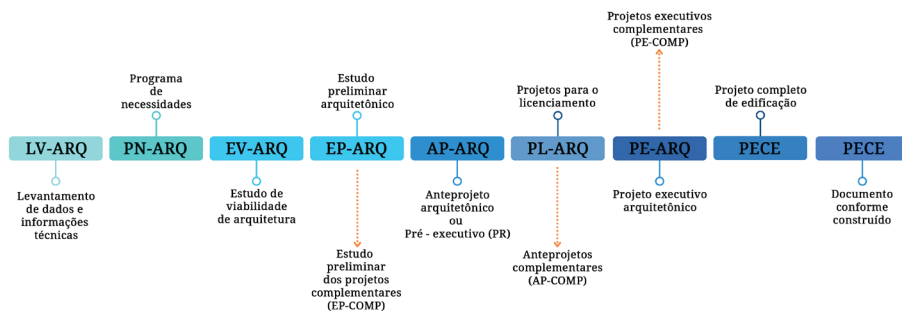 Projetos executivos
complementares
(PE-COMP)
Programa
de
necessidades
Estudo
preliminar
arquitetônico
Projetos para o
licenciamento
Projeto completo
de edificação
LV-ARQ
PN-ARQ
EV-ARQ
EP-ARQ
AP-ARQ
PL-ARQ
PE-ARQ
PECE
PECE
Levantamento
de dados e
informações
técnicas
Estudo de
viabilidade
de arquitetura
Anteprojeto
arquitetônico
ou
Pré - executivo (PR)
Projeto executivo
arquitetônico
Documento
conforme
construído
Estudo
preliminar
dos projetos
complementares
(EP-COMP)
Anteprojetos
complementares
(AP-COMP)